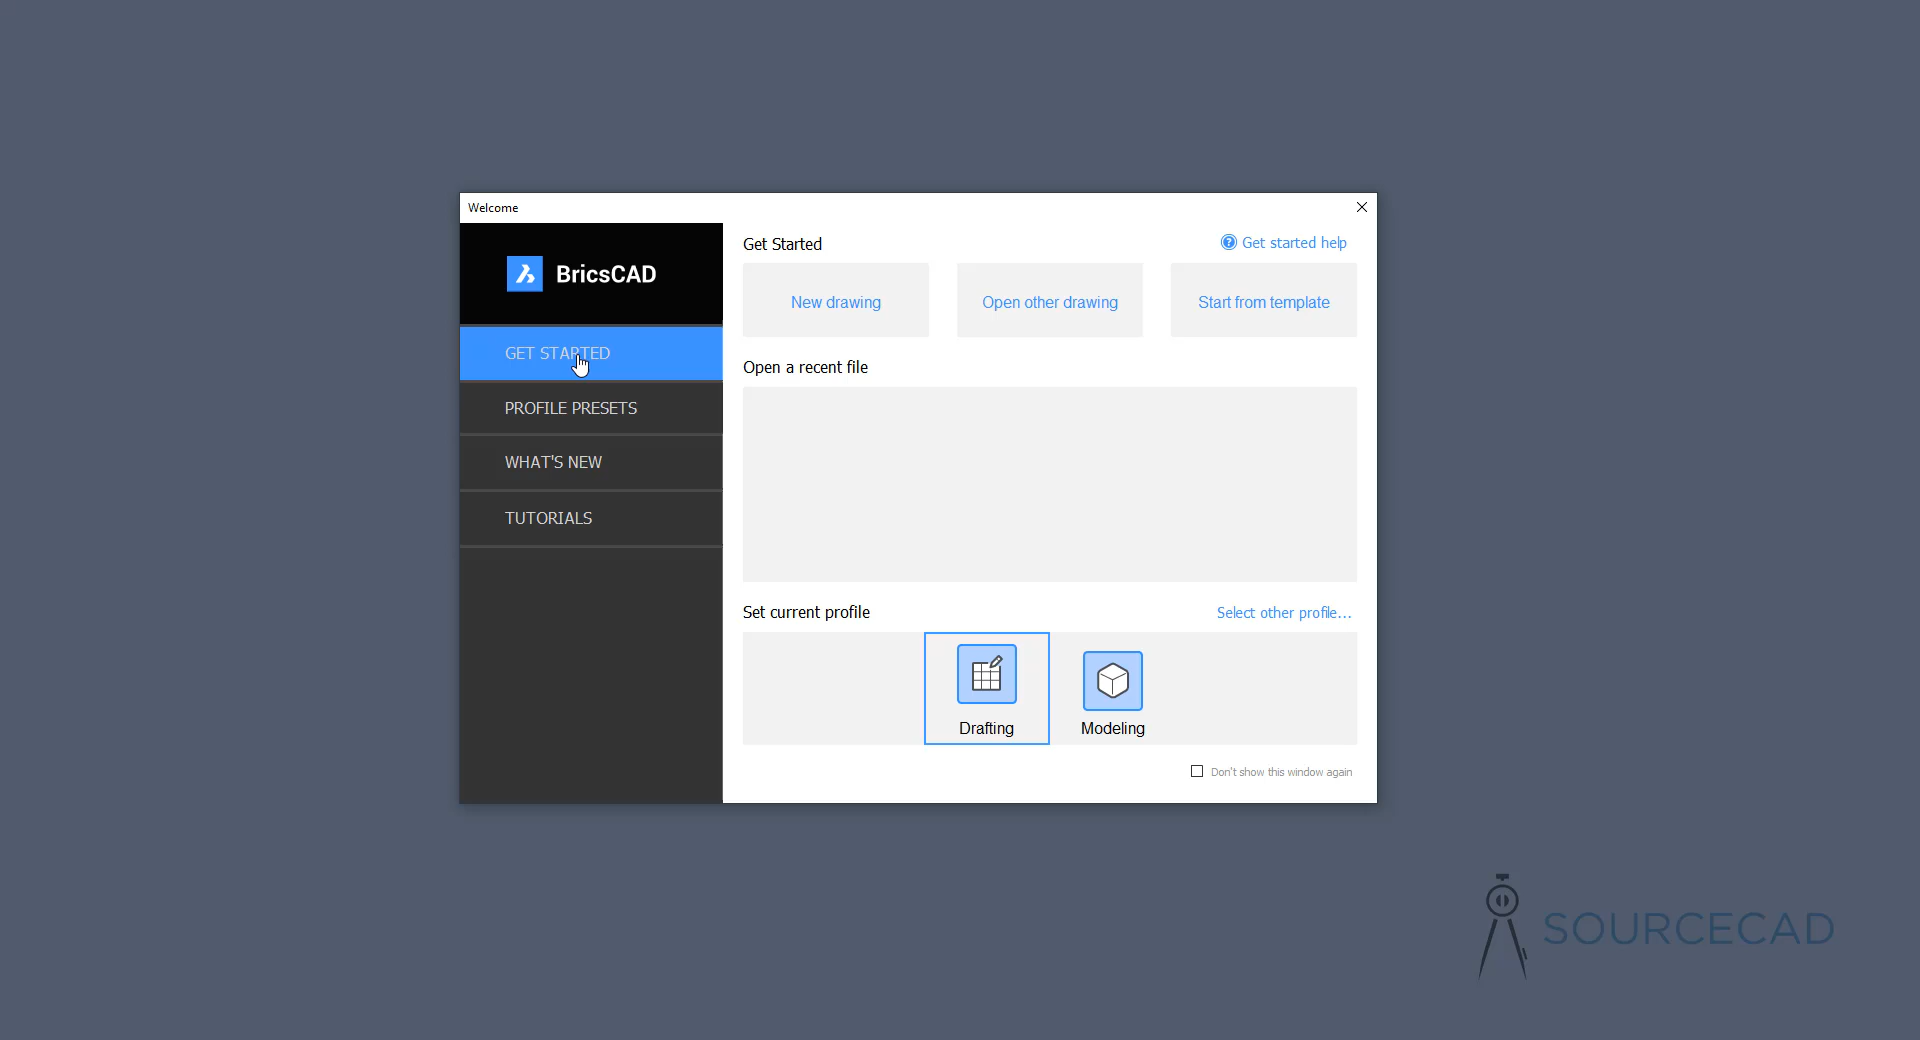 Welcome
BricsCAD
GET STARTED
PROFILE PRESETS
WHAT'S NEW
TUTORIALS
Get Started
Get started help
New drawing
Open other drawing
Start from template
Open a recent file
Set current profile
Select other profile...
Drafting
Modeling
Don't show this window again
SOURCECAD